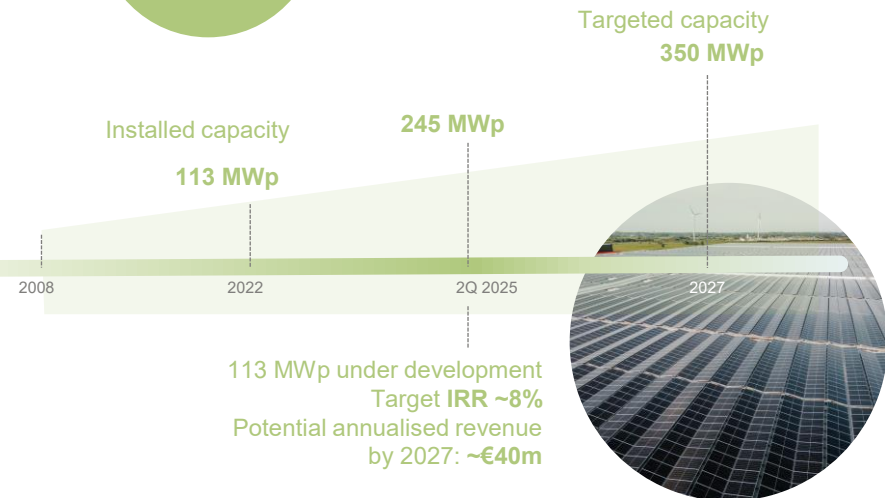 Targeted capacity
350 MWp
Installed capacity
245 MWp
113 MWp
2008
2022
2Q 2025
2027
113 MWp under development
Target IRR ~8%
Potential annualised revenue
by 2027: ~€40m